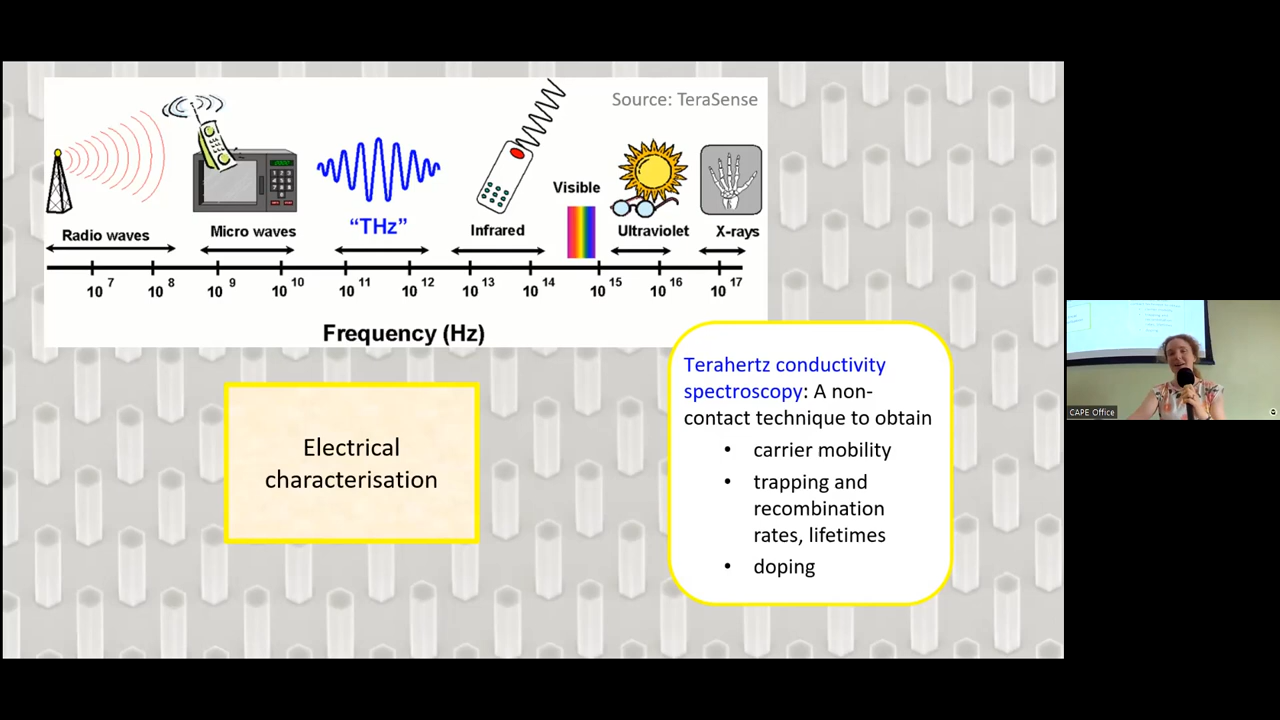 Source: TeraSense
Visible
"THz"
Radio waves
Micro waves
Infrared
Ultraviolet
X-rays
10 7
10 8
10 9
10 10
10 11
10 12
10 13
10 14
10 15
10 16
10 17
Frequency (Hz)
Electrical
characterisation
Terahertz conductivity
spectroscopy: A non-
contact technique to obtain
• carrier mobility
• trapping and
recombination
rates, lifetimes
• doping
CAPE Office